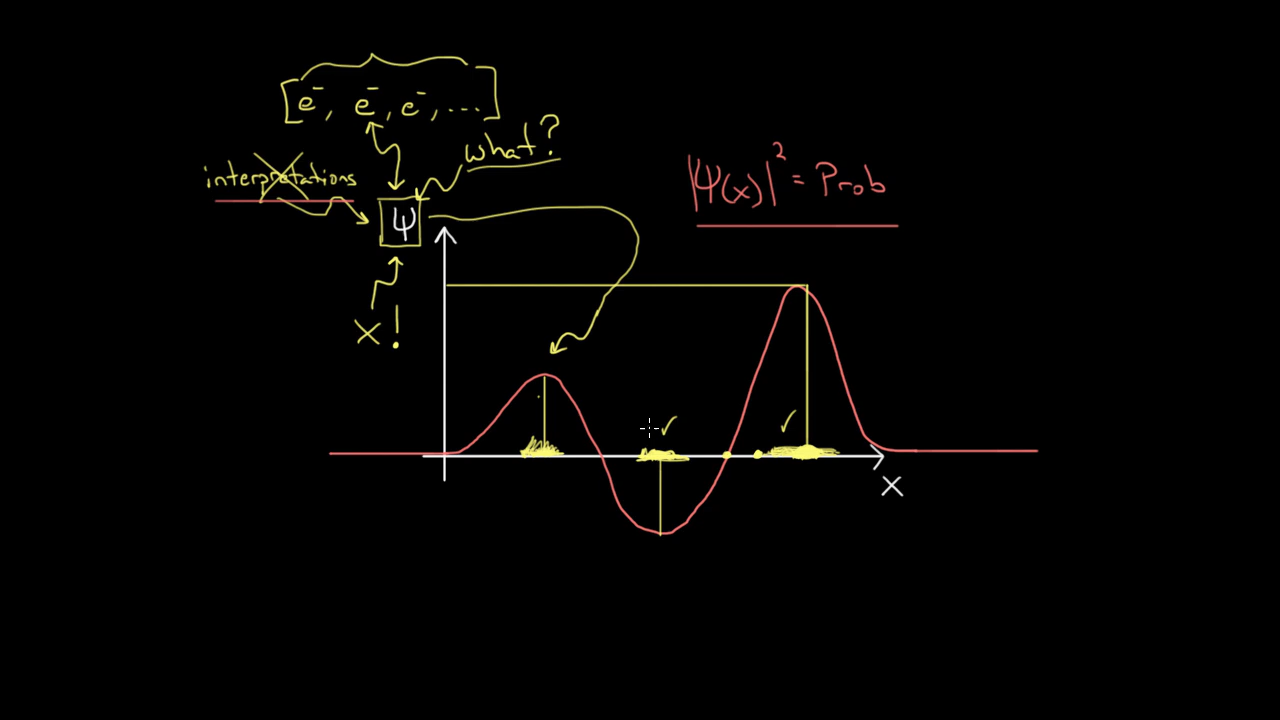 [e⁻, e⁻, e⁻, ...]
what?
interpretations
|Ψ(x)|² = Prob
Ψ
x!
x